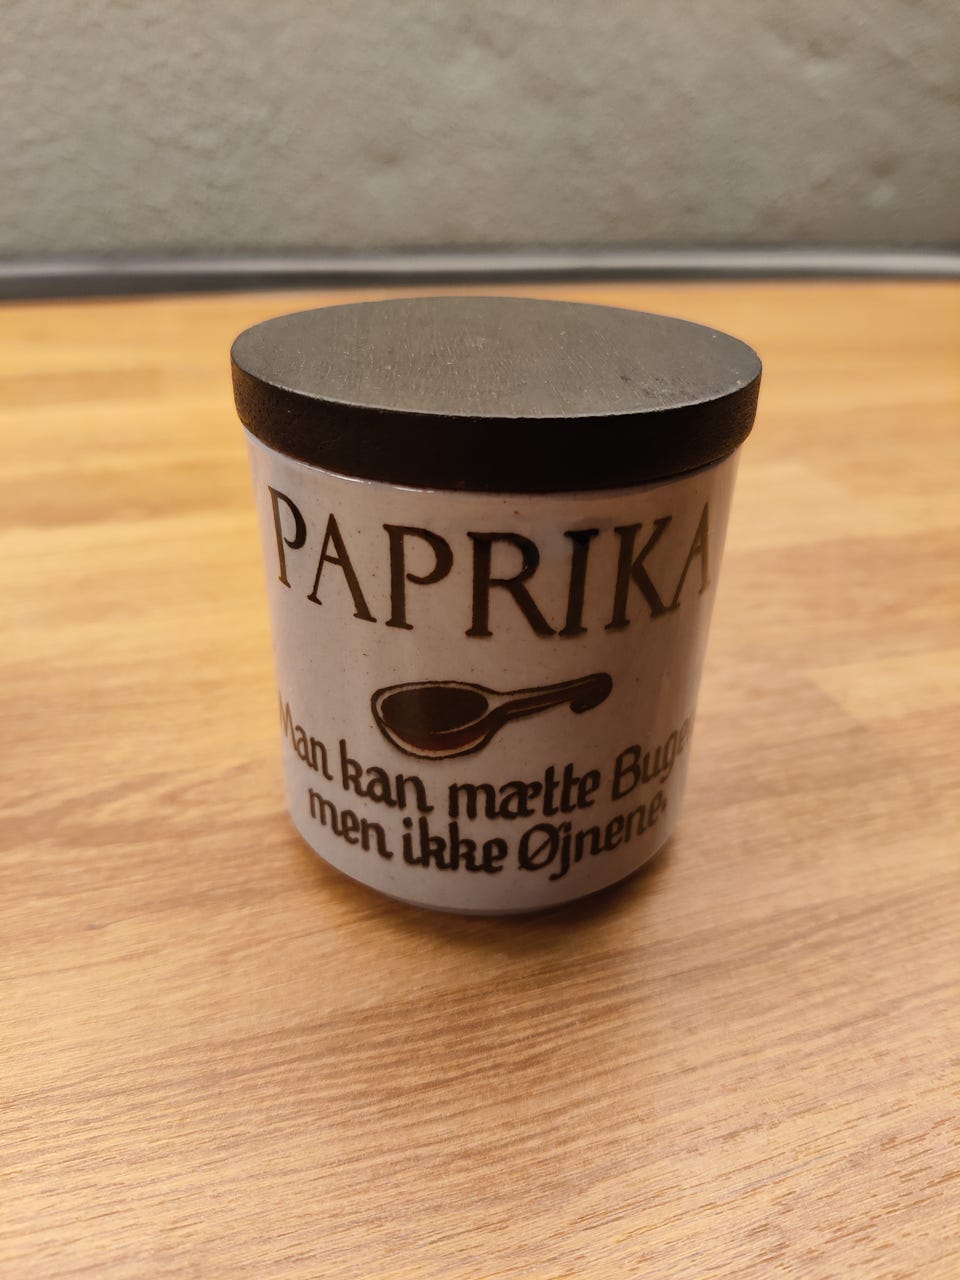 PAPRIKA
Man kan mætte Bugen
men ikke Øjnene.